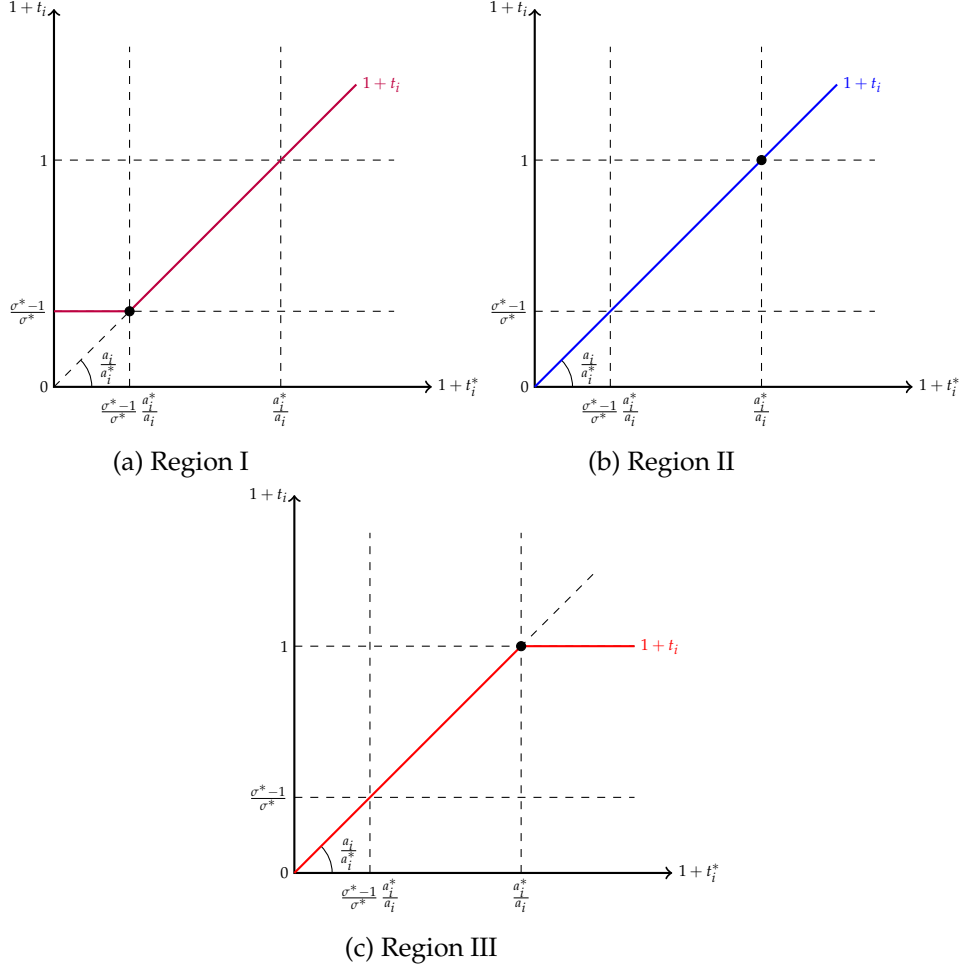 1 + t_i
1 + t_i
1
σ* − 1 / σ*
a_i / a_i*
0
1 + t_i*
σ* − 1 / σ* a_i* / a_i
a_i* / a_i
(a) Region I
1 + t_i
1 + t_i
1
σ* − 1 / σ*
a_i / a_i*
0
1 + t_i*
σ* − 1 / σ* a_i* / a_i
a_i* / a_i
(b) Region II
1 + t_i
1
1 + t_i
σ* − 1 / σ*
a_i / a_i*
0
1 + t_i*
σ* − 1 / σ* a_i* / a_i
a_i* / a_i
(c) Region III